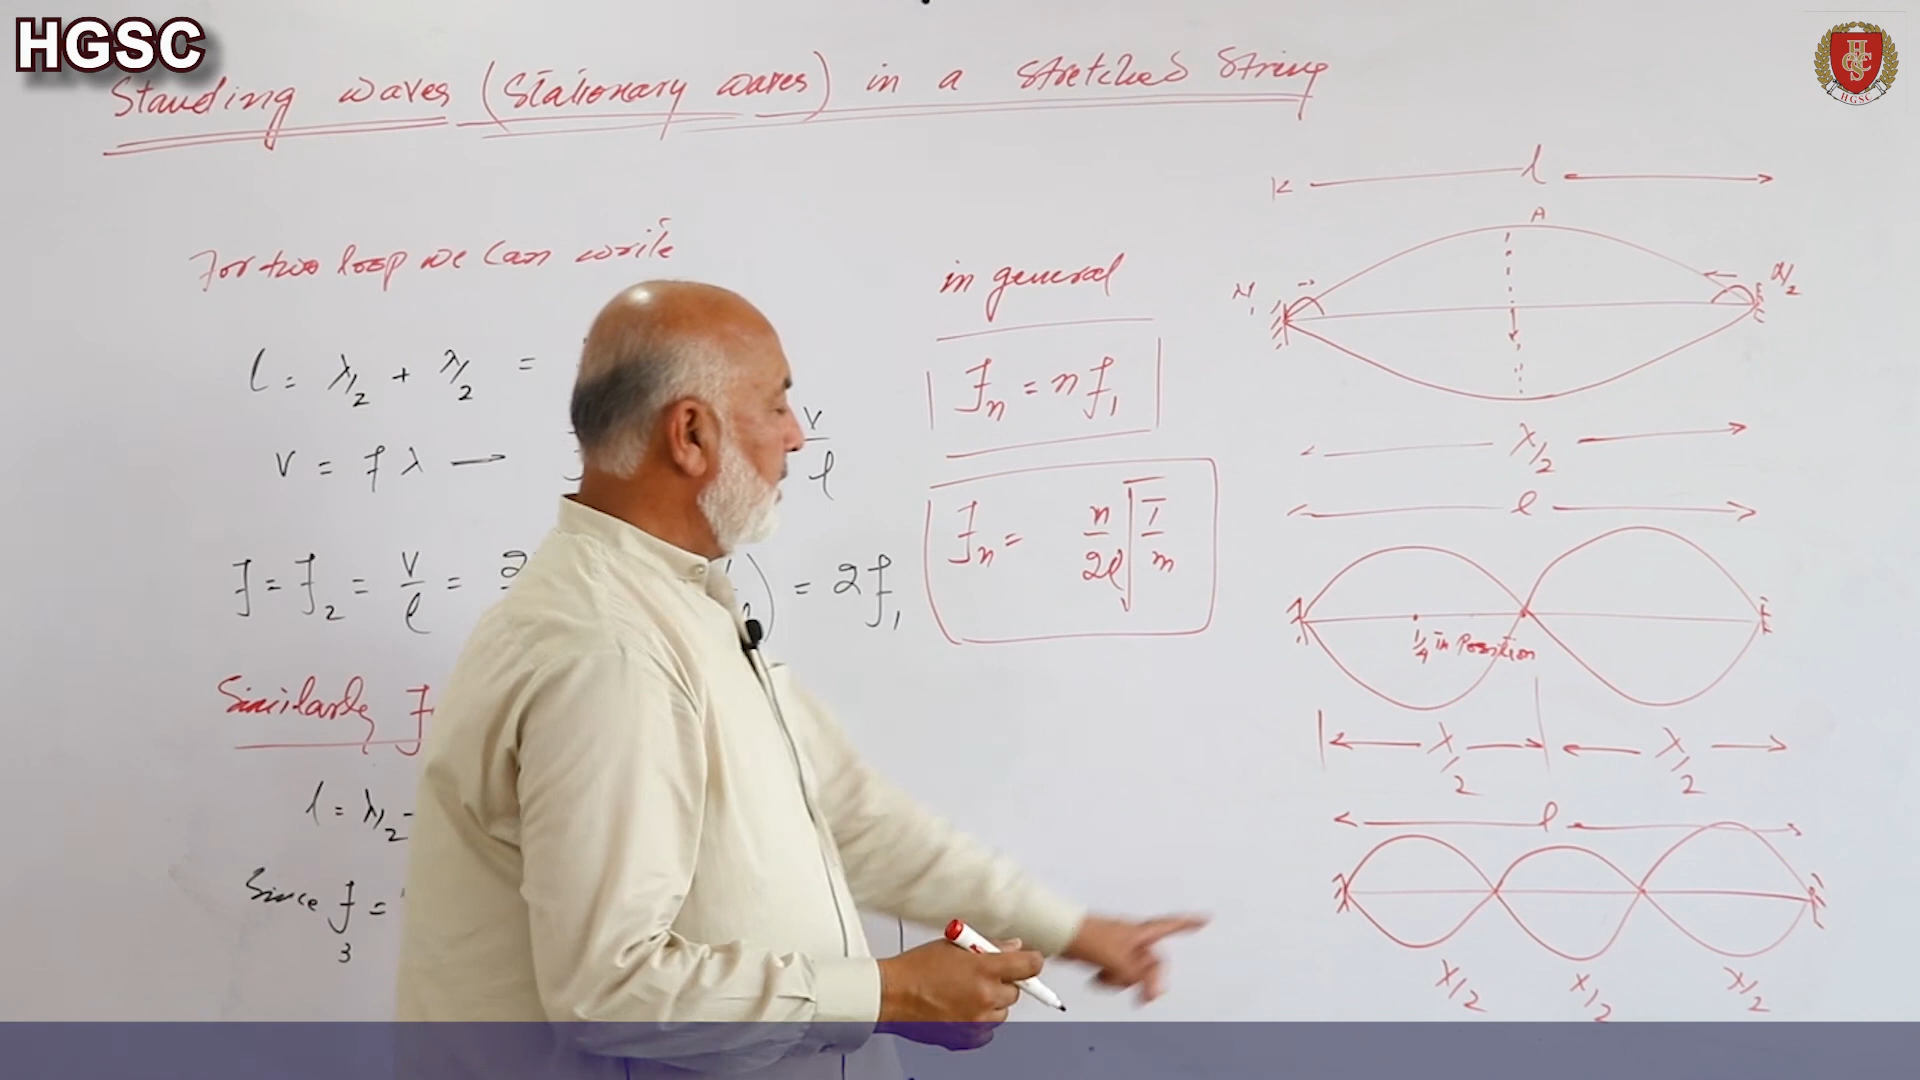 HGSC
HGSC
Standing waves (Stationary waves) in a stretched string
For two loop we can write
l = λ/2 + λ/2 =
v = f λ →
v/l
f = f₂ = v/l = 2
) = 2f₁
Similarly f
l = λ/2 -
Since f₃ =
in general
fₙ = n f₁
fₙ = n/2l √T/m
l
A
λ/2
l
1/4 in position
λ/2 λ/2
l
λ/2 λ/2 λ/2